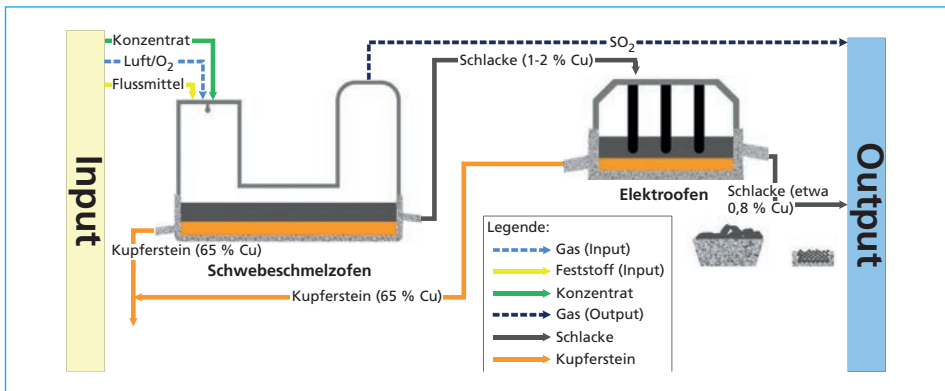 Input
Konzentrat
Luft/O₂
Flussmittel
SO₂
Schlacke (1-2 % Cu)
Elektroofen
Schlacke (etwa
0,8 % Cu)
Output
Kupferstein (65 % Cu)
Schwebeschmelzofen
Kupferstein (65 % Cu)
Legende:
Gas (Input)
Feststoff (Input)
Konzentrat
Gas (Output)
Schlacke
Kupferstein